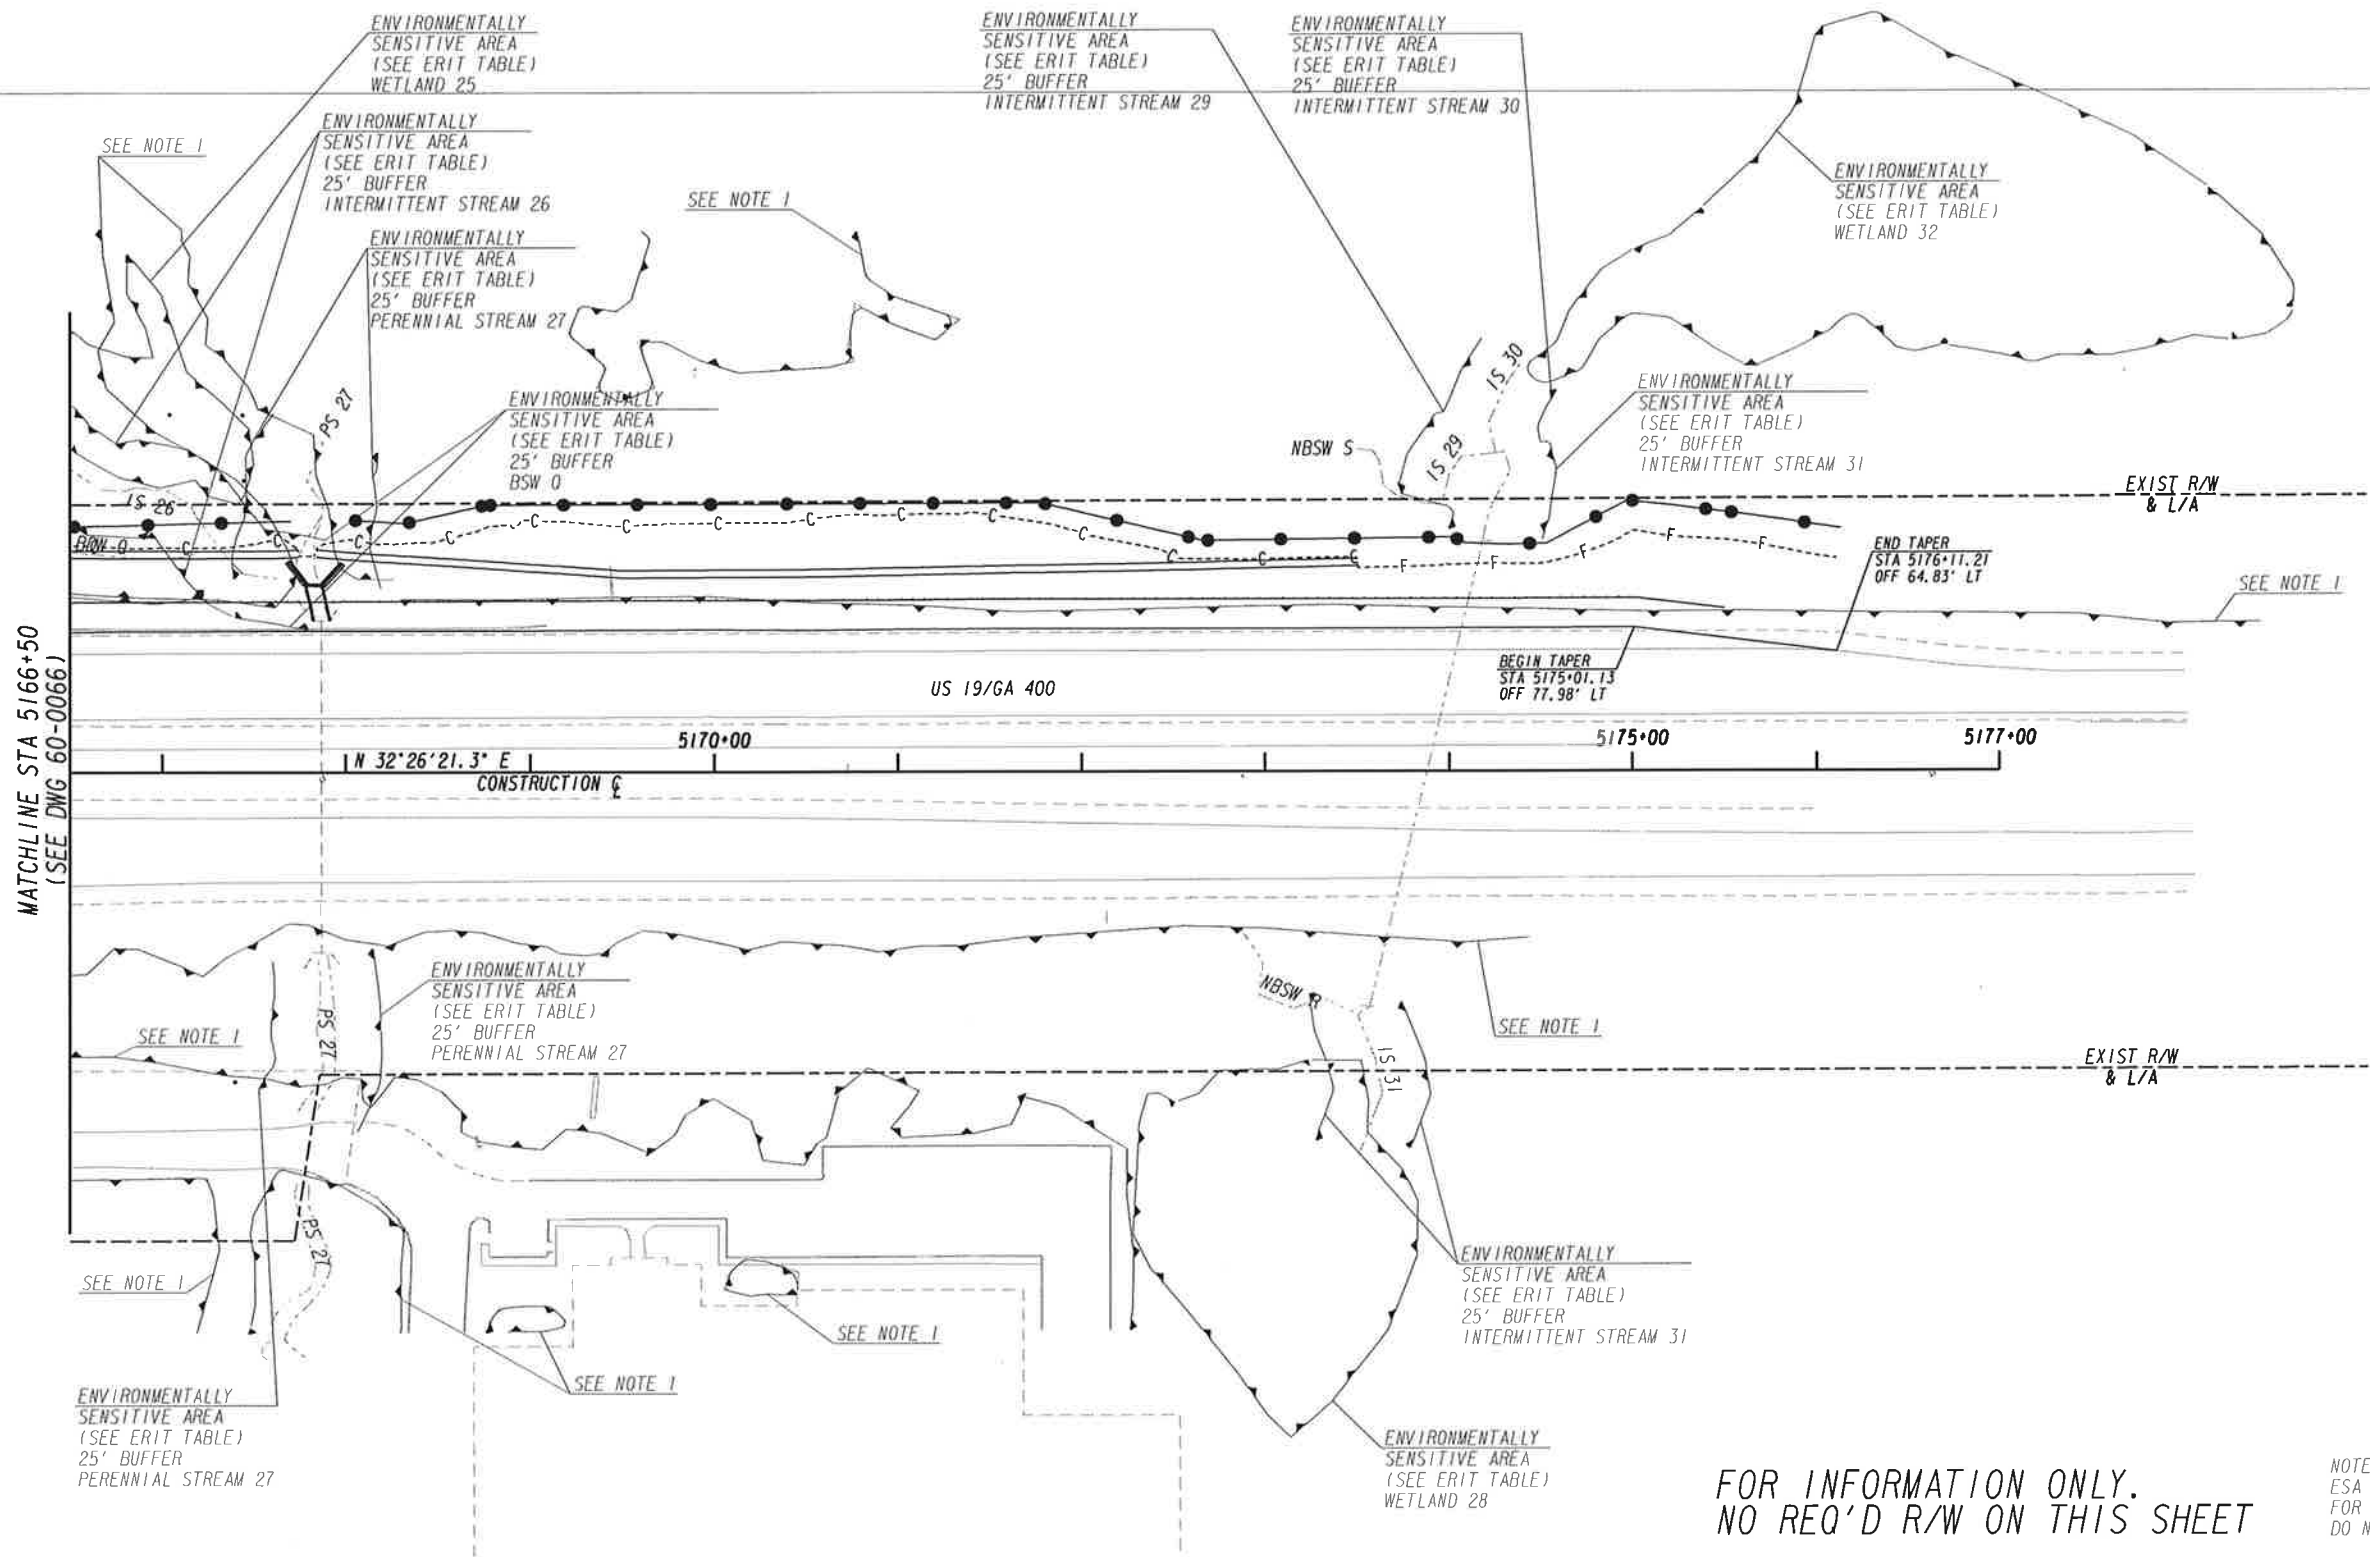 ENVIRONMENTALLY
SENSITIVE AREA
(SEE ERIT TABLE)
WETLAND 25
ENVIRONMENTALLY
SENSITIVE AREA
(SEE ERIT TABLE)
25' BUFFER
INTERMITTENT STREAM 29
ENVIRONMENTALLY
SENSITIVE AREA
(SEE ERIT TABLE)
25' BUFFER
INTERMITTENT STREAM 30
SEE NOTE 1
ENVIRONMENTALLY
SENSITIVE AREA
(SEE ERIT TABLE)
25' BUFFER
INTERMITTENT STREAM 26
SEE NOTE 1
ENVIRONMENTALLY
SENSITIVE AREA
(SEE ERIT TABLE)
WETLAND 32
ENVIRONMENTALLY
SENSITIVE AREA
(SEE ERIT TABLE)
25' BUFFER
PERENNIAL STREAM 27
PS 27
ENVIRONMENTALLY
SENSITIVE AREA
(SEE ERIT TABLE)
25' BUFFER
BSW Q
IS 30
IS 29
NBSW S
ENVIRONMENTALLY
SENSITIVE AREA
(SEE ERIT TABLE)
25' BUFFER
INTERMITTENT STREAM 31
EXIST R/W
& L/A
IS 26
BSW Q
C C C C C C C C C C C C C
F F F F F
END TAPER
STA 5176+11.21
OFF 64.83' LT
SEE NOTE 1
BEGIN TAPER
STA 5175+01.13
OFF 77.98' LT
US 19/GA 400
MATCHLINE STA 5166+50
(SEE DWG 60-0066)
5170+00
5175+00
5177+00
N 32°26'21.3" E
CONSTRUCTION ℄
ENVIRONMENTALLY
SENSITIVE AREA
(SEE ERIT TABLE)
25' BUFFER
PERENNIAL STREAM 27
PS 27
NBSW R
SEE NOTE 1
SEE NOTE 1
IS 31
EXIST R/W
& L/A
PS 27
SEE NOTE 1
ENVIRONMENTALLY
SENSITIVE AREA
(SEE ERIT TABLE)
25' BUFFER
INTERMITTENT STREAM 31
SEE NOTE 1
SEE NOTE 1
ENVIRONMENTALLY
SENSITIVE AREA
(SEE ERIT TABLE)
25' BUFFER
PERENNIAL STREAM 27
ENVIRONMENTALLY
SENSITIVE AREA
(SEE ERIT TABLE)
WETLAND 28
FOR INFORMATION ONLY.
NO REQ'D R/W ON THIS SHEET
NOTE
ESA
FOR
DO